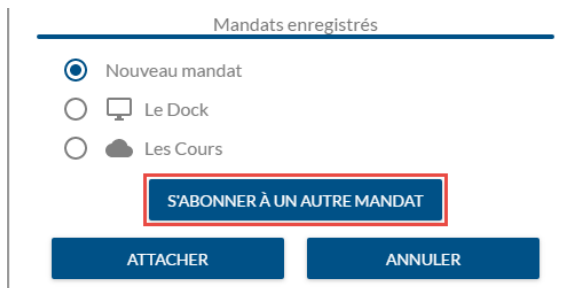 Mandats enregistrés
Nouveau mandat
Le Dock
Les Cours
S'ABONNER À UN AUTRE MANDAT
ATTACHER
ANNULER